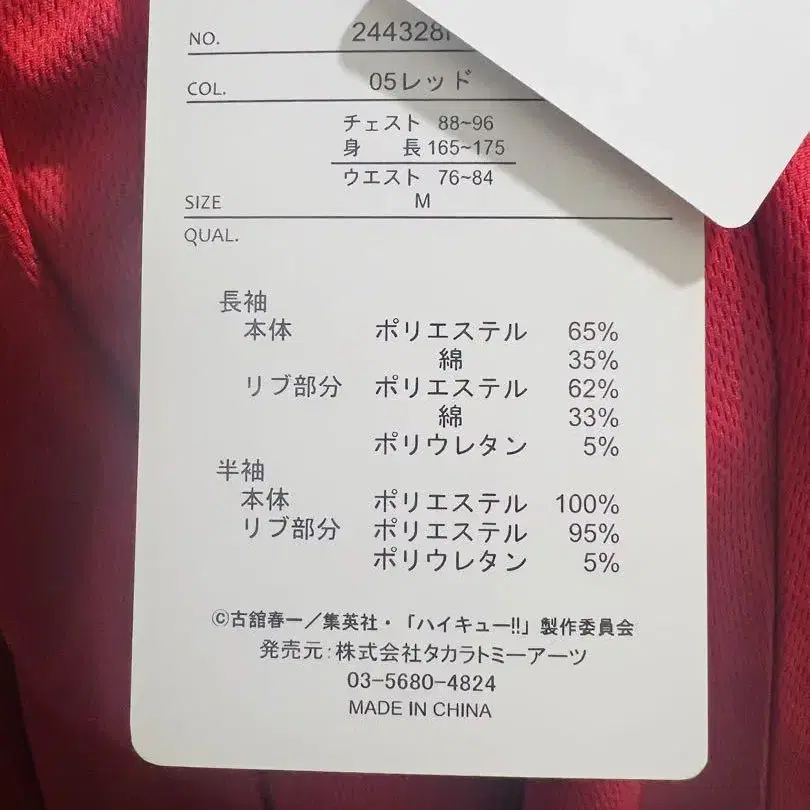 NO. 244328
COL. 05レッド
チェスト 88~96
身 長 165~175
ウエスト 76~84
SIZE M
QUAL.
長袖
本体 ポリエステル 65%
綿 35%
リブ部分 ポリエステル 62%
綿 33%
ポリウレタン 5%
半袖
本体 ポリエステル 100%
リブ部分 ポリエステル 95%
ポリウレタン 5%
©古舘春一／集英社・「ハイキュー!!」製作委員会
発売元:株式会社タカラトミーアーツ
03-5680-4824
MADE IN CHINA